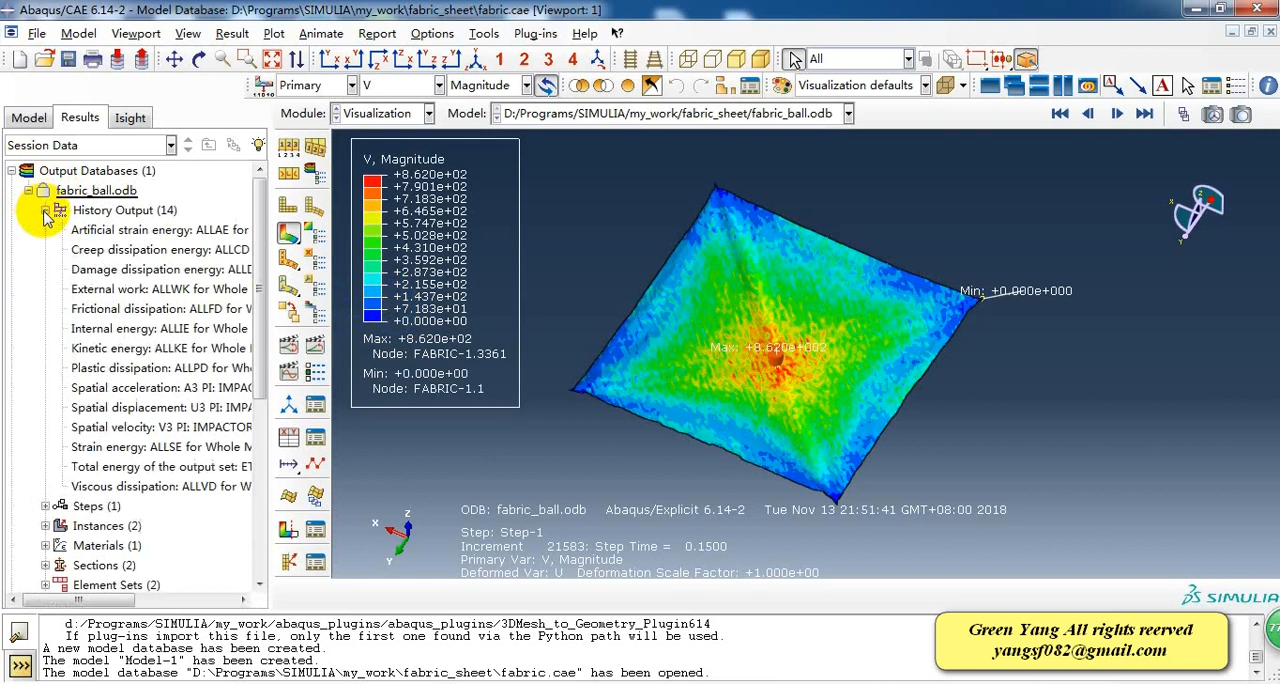 Abaqus/CAE 6.14-2 - Model Database: D:\Programs\SIMULIA\my_work\fabric_sheet\fabric.cae [Viewport: 1]
File Model Viewport View Result Plot Animate Report Options Tools Plug-ins Help
1 2 3 4 All
Primary V Magnitude Visualization defaults
Model Results Isight Module: Visualization Model: D:/Programs/SIMULIA/my_work/fabric_sheet/fabric_ball.odb
Session Data
Output Databases (1)
fabric_ball.odb
History Output (14)
Artificial strain energy: ALLAE for
Creep dissipation energy: ALLCD
Damage dissipation energy: ALLD
External work: ALLWK for Whole
Frictional dissipation: ALLFD for W
Internal energy: ALLIE for Whole
Kinetic energy: ALLKE for Whole
Plastic dissipation: ALLPD for Wh
Spatial acceleration: A3 PI: IMPAC
Spatial displacement: U3 PI: IMPA
Spatial velocity: V3 PI: IMPACTOR
Strain energy: ALLSE for Whole M
Total energy of the output set: ET
Viscous dissipation: ALLVD for W
Steps (1)
Instances (2)
Materials (1)
Sections (2)
Element Sets (2)
V, Magnitude
+8.620e+02
+7.901e+02
+7.183e+02
+6.465e+02
+5.747e+02
+5.028e+02
+4.310e+02
+3.592e+02
+2.873e+02
+2.155e+02
+1.437e+02
+7.183e+01
+0.000e+00
Max: +8.620e+02
Node: FABRIC-1.3361
Min: +0.000e+00
Node: FABRIC-1.1
Min: +0.000e+000
Max: +8.620e+002
X Z Y
X Z Y
ODB: fabric_ball.odb Abaqus/Explicit 6.14-2 Tue Nov 13 21:51:41 GMT+08:00 2018
Step: Step-1
Increment 21583: Step Time = 0.1500
Primary Var: V, Magnitude
Deformed Var: U Deformation Scale Factor: +1.000e+00
SIMULIA
d:/Programs/SIMULIA/my_work/abaqus_plugins/abaqus_plugins/3DMesh_to_Geometry_Plugin614
If plug-ins import this file, only the first one found via the Python path will be used.
A new model database has been created.
The model "Model-1" has been created.
The model database "D:\Programs\SIMULIA\my_work\fabric_sheet\fabric.cae" has been opened.
Green Yang All rights reerved
yangsf082@gmail.com